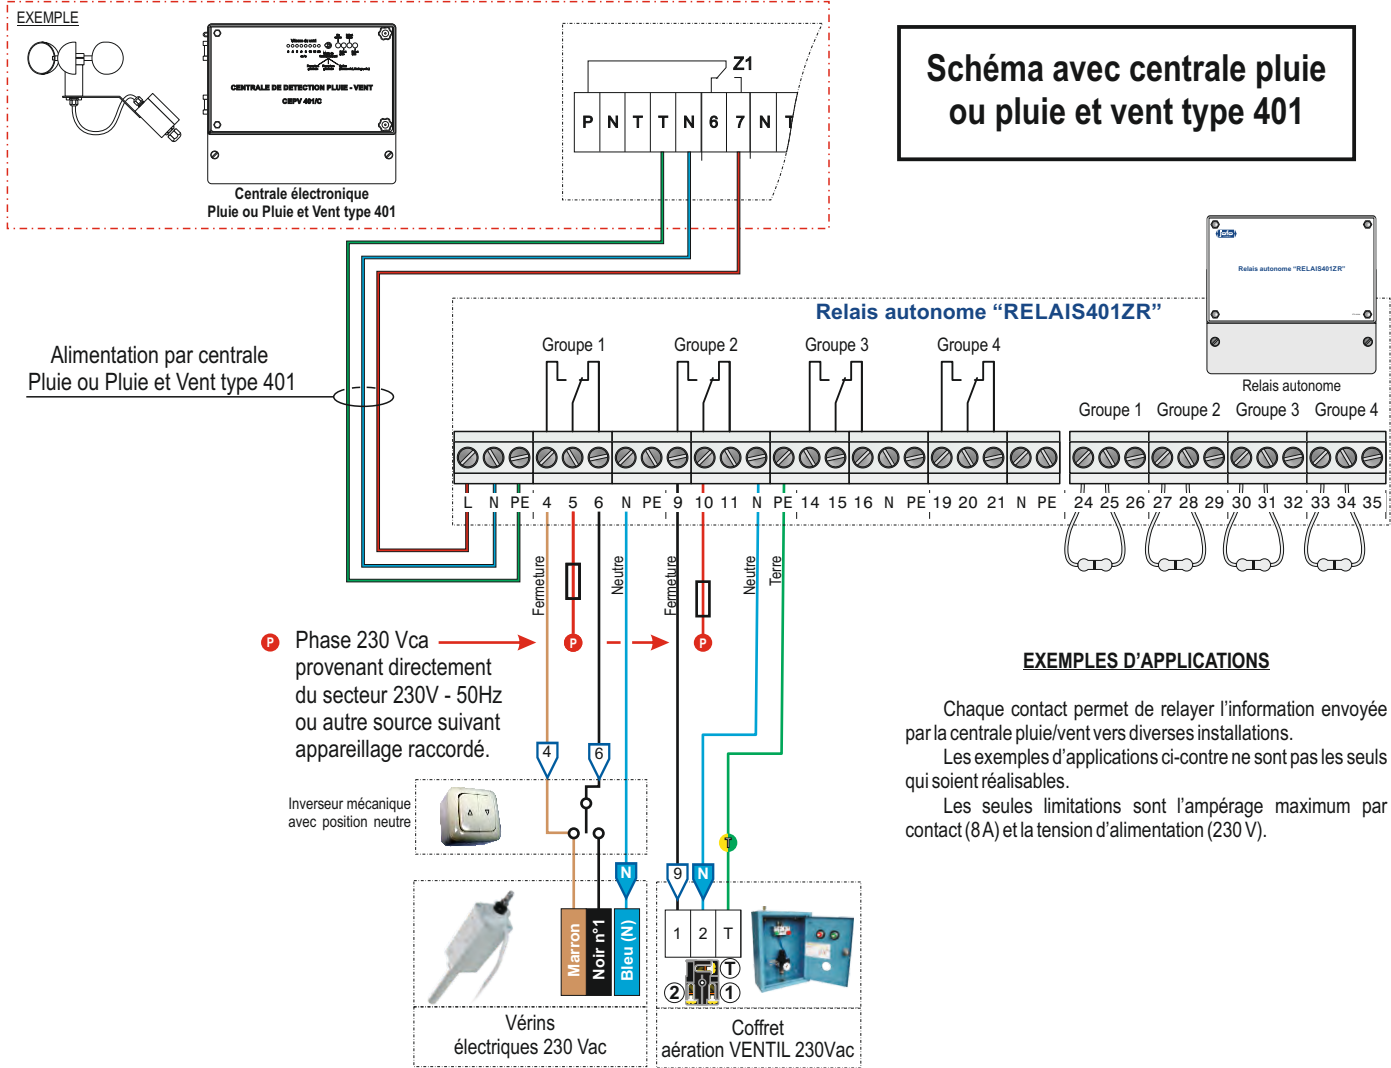 EXEMPLE
CENTRALE DE DETECTION PLUIE - VENT
CEPV 401/C
Centrale électronique
Pluie ou Pluie et Vent type 401
Z1
P N T T N 6 7 N T
Schéma avec centrale pluie
ou pluie et vent type 401
Relais autonome “RELAIS401ZR”
Relais autonome “RELAIS401ZR”
Relais autonome
Alimentation par centrale
Pluie ou Pluie et Vent type 401
Groupe 1 Groupe 2 Groupe 3 Groupe 4
Groupe 1 Groupe 2 Groupe 3 Groupe 4
L N PE 4 5 6 N PE 9 10 11 N PE 14 15 16 N PE 19 20 21 N PE 24 25 26 27 28 29 30 31 32 33 34 35
Fermeture
Neutre
Fermeture
Neutre
Terre
P Phase 230 Vca
provenant directement
du secteur 230V - 50Hz
ou autre source suivant
appareillage raccordé.
P
P
4
6
Inverseur mécanique
avec position neutre
N
9
N
T
Marron
Noir n°1
Bleu (N)
1 2 T
T
2 1
Vérins
électriques 230 Vac
Coffret
aération VENTIL 230Vac
EXEMPLES D’APPLICATIONS
Chaque contact permet de relayer l’information envoyée
par la centrale pluie/vent vers diverses installations.
Les exemples d’applications ci-contre ne sont pas les seuls
qui soient réalisables.
Les seules limitations sont l’ampérage maximum par
contact (8 A) et la tension d’alimentation (230 V).